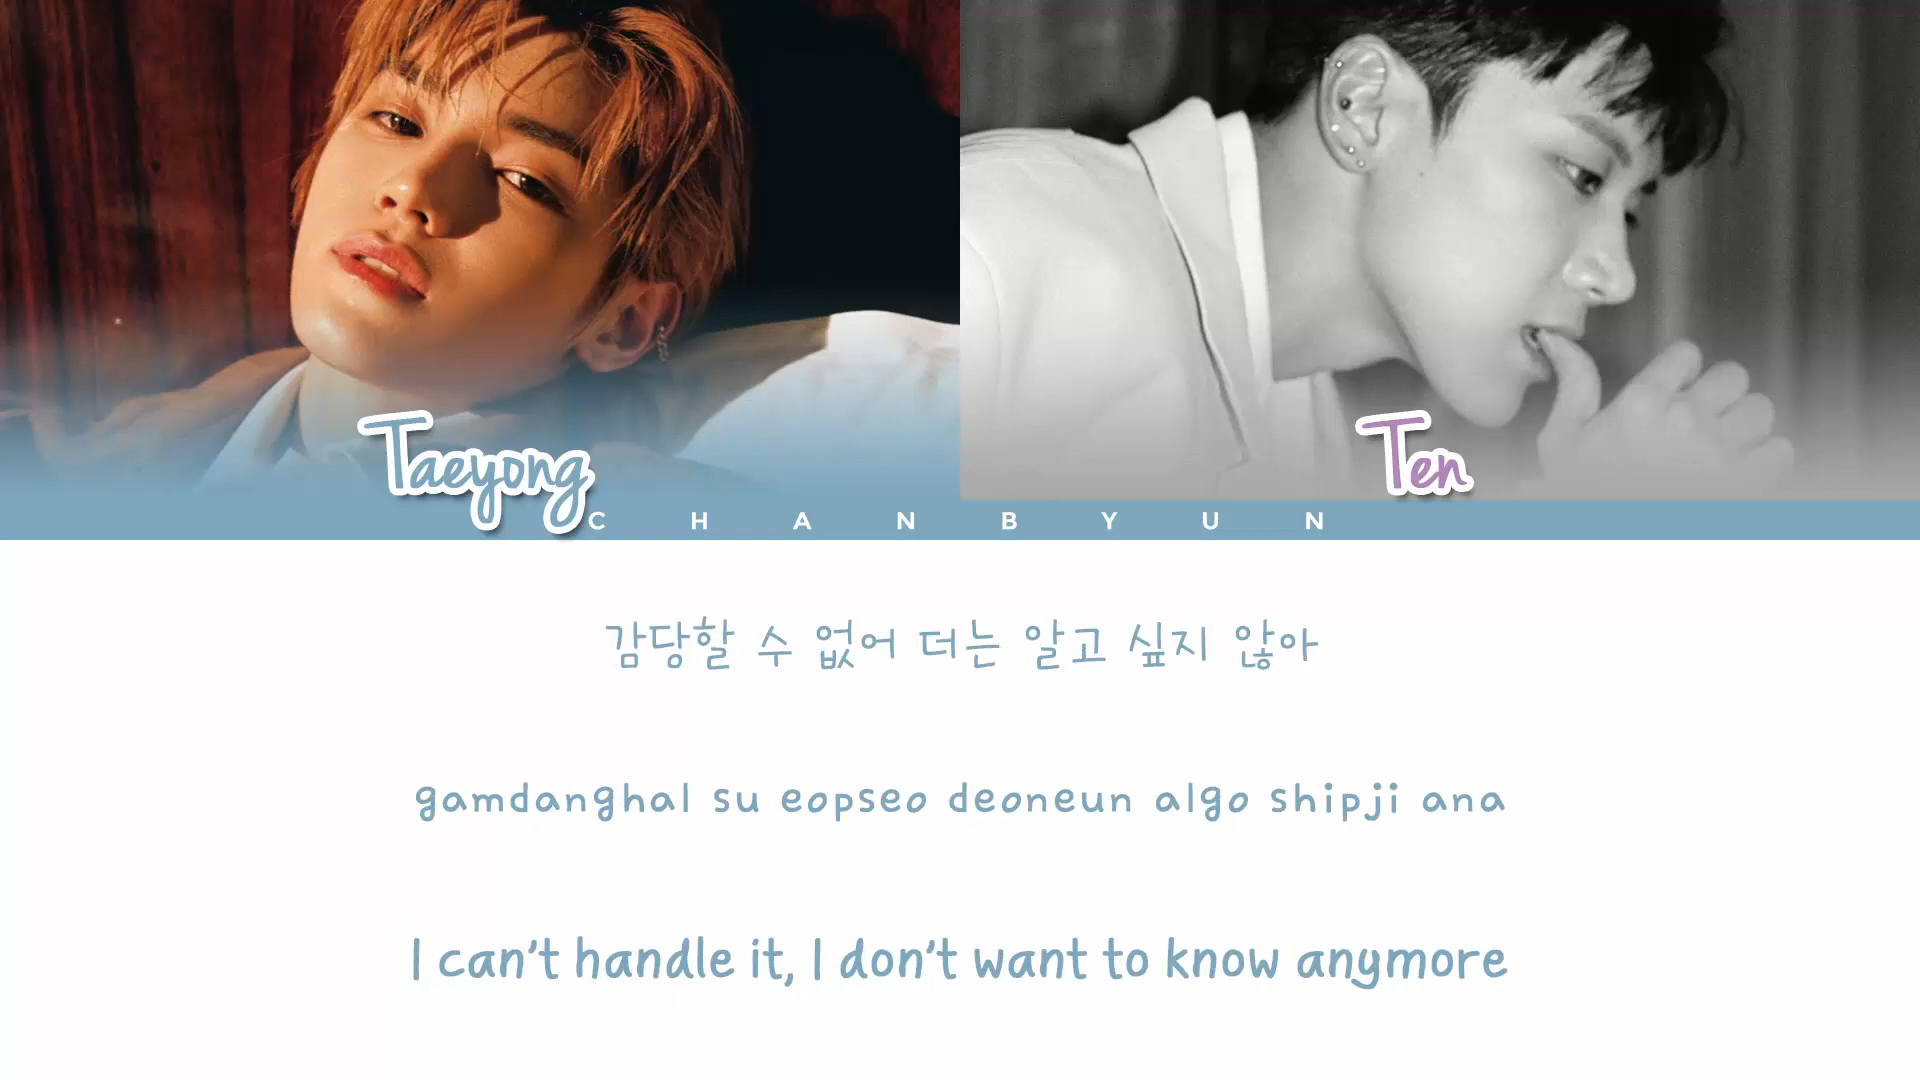 Taeyong
Ten
CHANBYUN
감당할 수 없어 더는 알고 싶지 않아
gamdanghal su eopseo deoneun algo shipji ana
I can't handle it, I don't want to know anymore